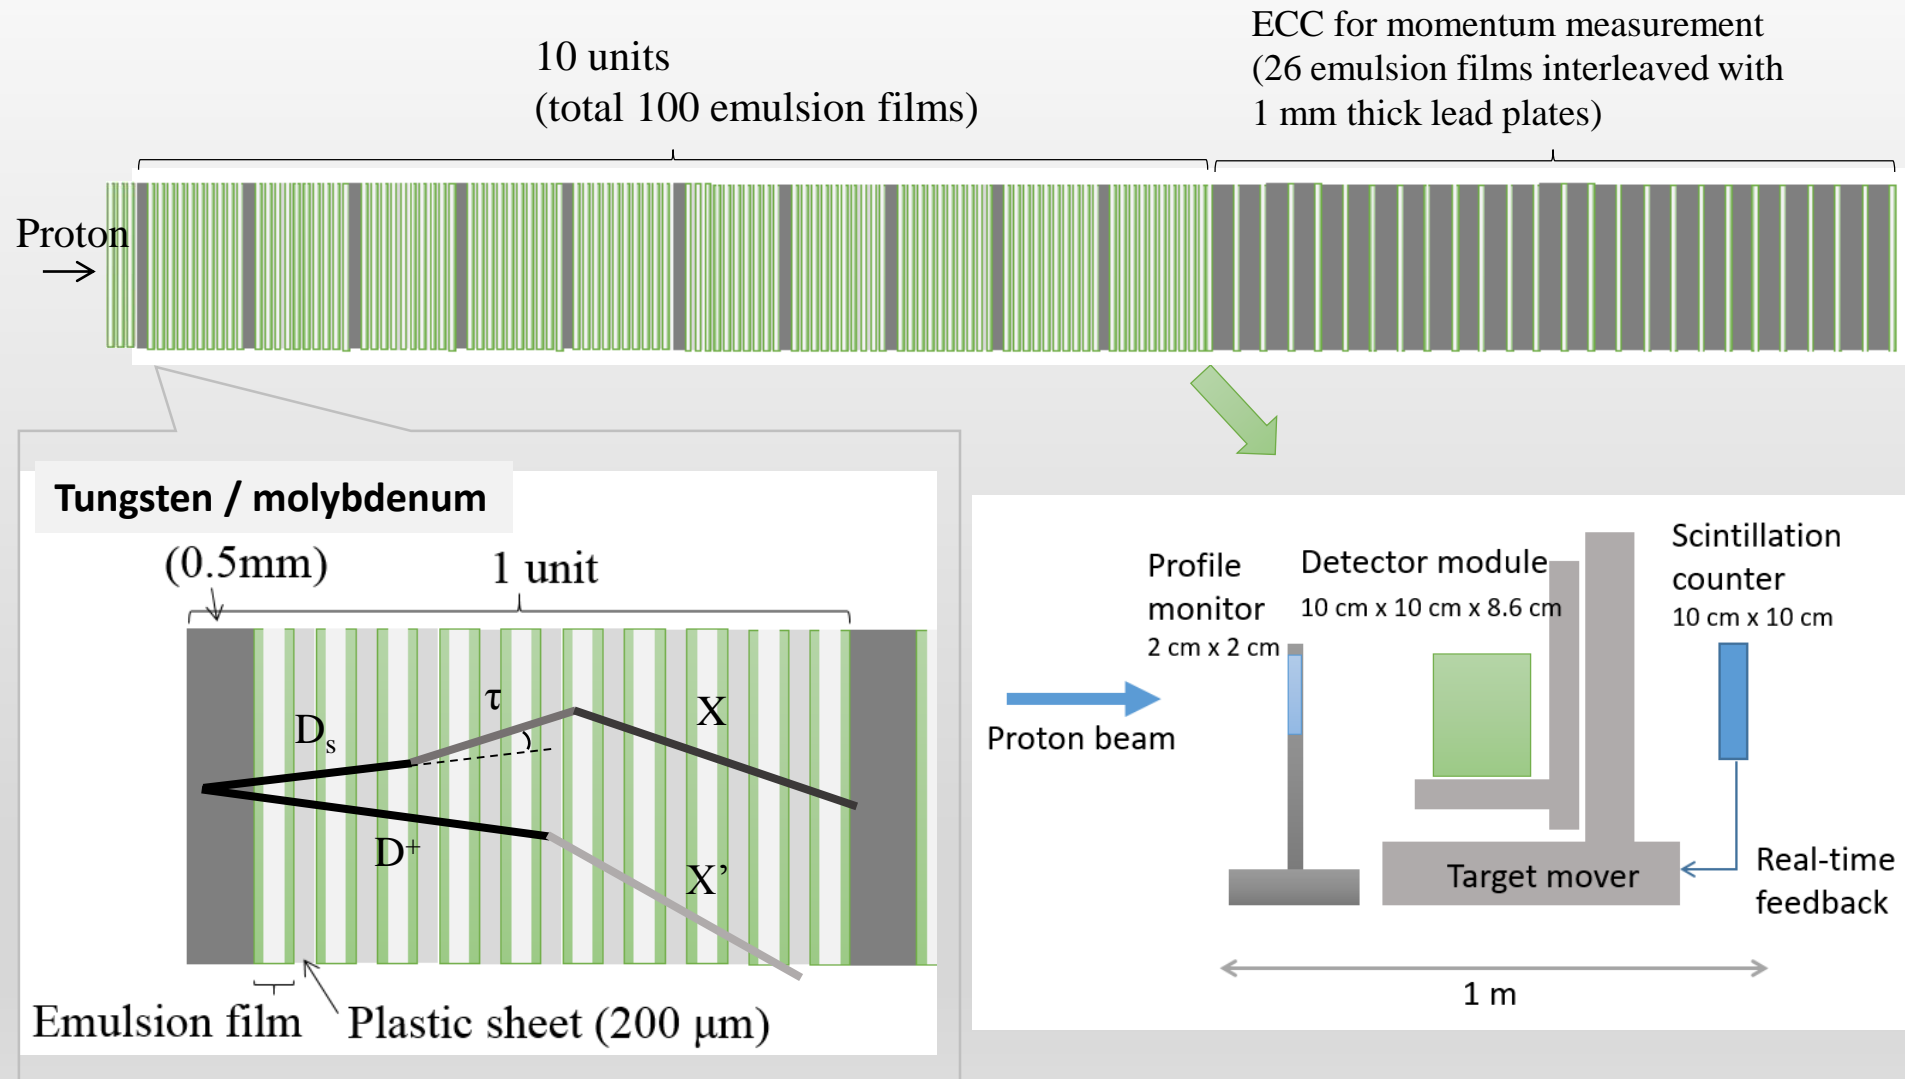 10 units
(total 100 emulsion films)
ECC for momentum measurement
(26 emulsion films interleaved with
1 mm thick lead plates)
Proton
Tungsten / molybdenum
(0.5mm)
1 unit
Ds
τ
X
D+
X’
Emulsion film
Plastic sheet (200 μm)
Profile
monitor
2 cm x 2 cm
Detector module
10 cm x 10 cm x 8.6 cm
Scintillation
counter
10 cm x 10 cm
Proton beam
Target mover
Real-time
feedback
1 m